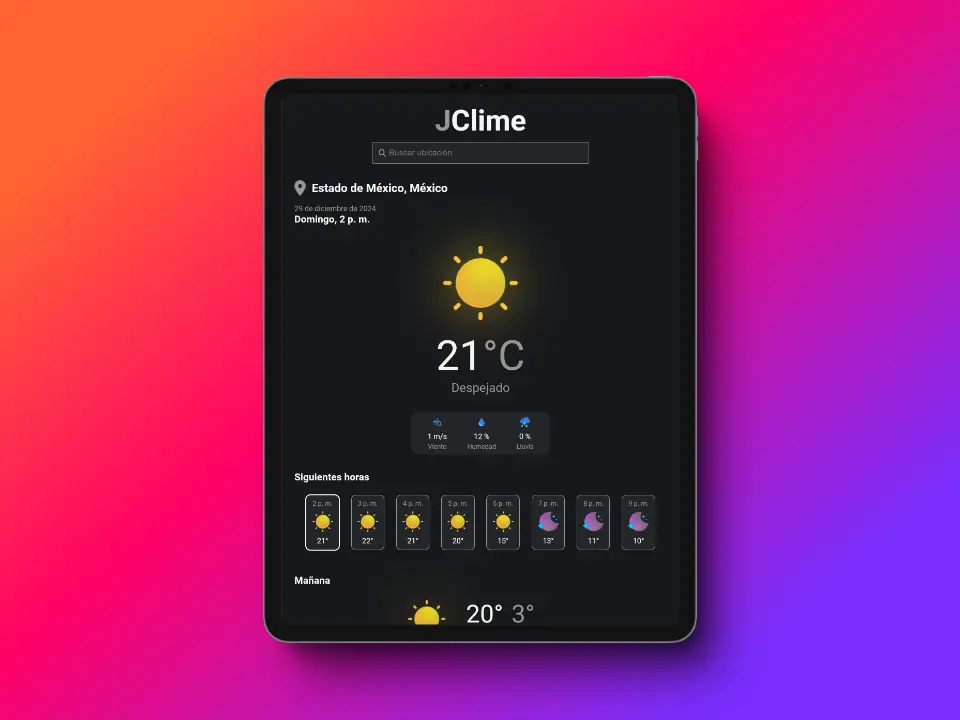 JClime
Buscar ubicación
Estado de México, México
29 de diciembre de 2024
Domingo, 2 p. m.
21°C
Despejado
1 m/s 12 % 0 %
Viento Humedad Lluvia
Siguientes horas
2 p. m. 3 p. m. 4 p. m. 5 p. m. 6 p. m. 7 p. m. 8 p. m. 9 p. m.
21° 22° 21° 20° 15° 13° 11° 10°
Mañana
20° 3°